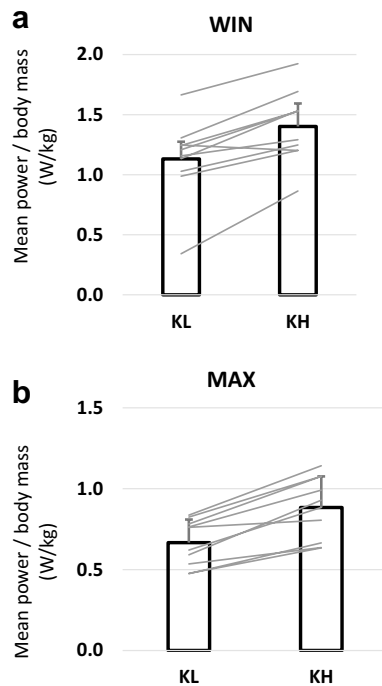 a
WIN
Mean power / body mass
(W/kg)
2.0
1.5
1.0
0.5
0.0
KL KH
b
MAX
Mean power / body mass
(W/kg)
1.5
1.0
0.5
0.0
KL KH